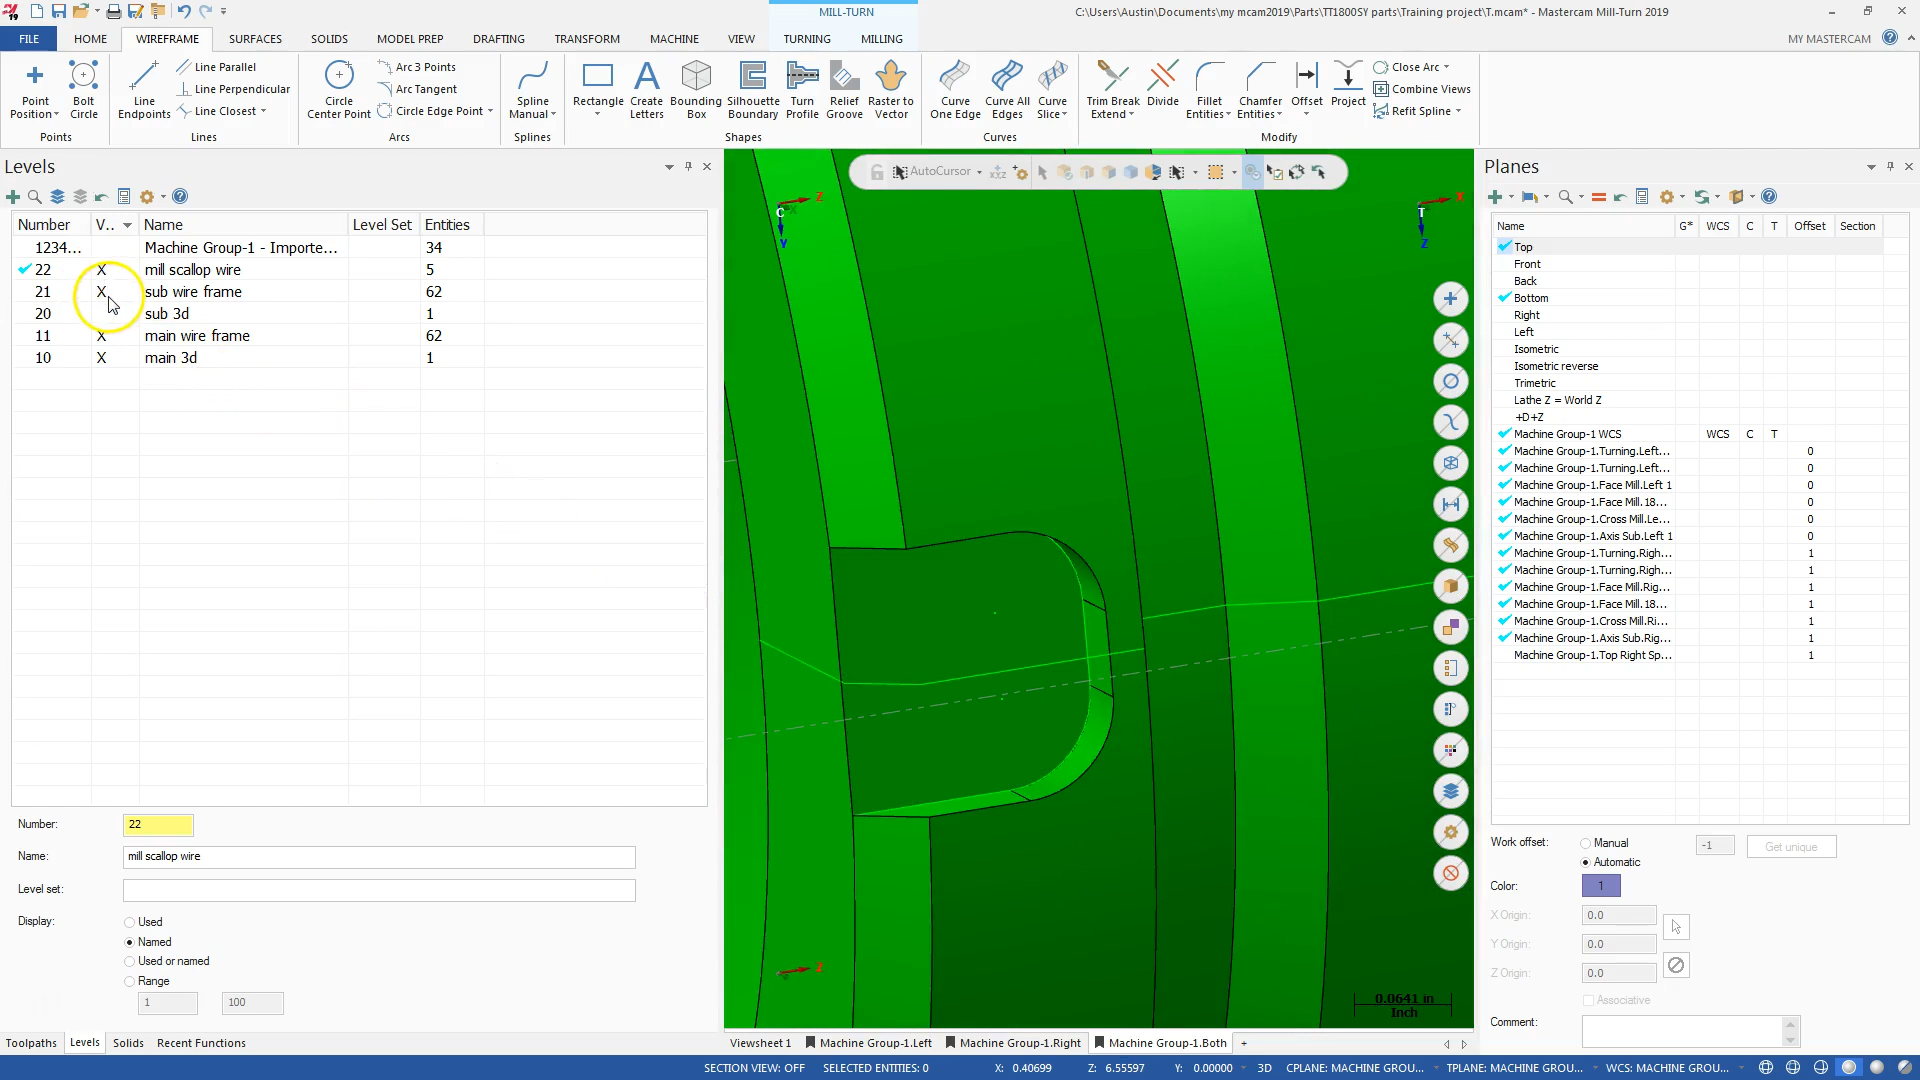 19
MILL-TURN
C:\Users\Austin\Documents\my mcam2019\Parts\TT1800SY parts\Training project\T.mcam* - Mastercam Mill-Turn 2019
FILE HOME WIREFRAME SURFACES SOLIDS MODEL PREP DRAFTING TRANSFORM MACHINE VIEW TURNING MILLING MY MASTERCAM
Point Position
Bolt Circle
Points
Line Endpoints
Line Parallel
Line Perpendicular
Line Closest
Lines
Circle Center Point
Arc 3 Points
Arc Tangent
Circle Edge Point
Arcs
Spline Manual
Splines
Rectangle
Create Letters
Bounding Box
Silhouette Boundary
Turn Profile
Relief Groove
Raster to Vector
Shapes
Curve One Edge
Curve All Edges
Curve Slice
Curves
Trim Break Extend
Divide
Fillet Entities
Chamfer Entities
Offset
Project
Close Arc
Combine Views
Refit Spline
Modify
Levels
Number V.. Name Level Set Entities
1234... Machine Group-1 - Importe... 34
22 X mill scallop wire 5
21 X sub wire frame 62
20 sub 3d 1
11 X main wire frame 62
10 X main 3d 1
Number: 22
Name: mill scallop wire
Level set:
Display: Used
Named
Used or named
Range
1 100
Toolpaths Levels Solids Recent Functions
AutoCursor
Z
C
Y
X
T
Z
Z
0.0641 in
Inch
Viewsheet 1 Machine Group-1.Left Machine Group-1.Right Machine Group-1.Both +
Planes
Name G* WCS C T Offset Section
Top
Front
Back
Bottom
Right
Left
Isometric
Isometric reverse
Trimetric
Lathe Z = World Z
+D+Z
Machine Group-1 WCS WCS C T
Machine Group-1.Turning.Left... 0
Machine Group-1.Turning.Left... 0
Machine Group-1.Face Mill.Left 1 0
Machine Group-1.Face Mill. 18... 0
Machine Group-1.Cross Mill.Le... 0
Machine Group-1.Axis Sub.Left 1 0
Machine Group-1.Turning.Righ... 1
Machine Group-1.Turning.Righ... 1
Machine Group-1.Face Mill.Rig... 1
Machine Group-1.Face Mill. 18... 1
Machine Group-1.Cross Mill.Ri... 1
Machine Group-1.Axis Sub.Rig... 1
Machine Group-1.Top Right Sp... 1
Work offset: Manual -1 Get unique
Automatic
Color: 1
X Origin: 0.0
Y Origin: 0.0
Z Origin: 0.0
Associative
Comment:
SECTION VIEW: OFF SELECTED ENTITIES: 0 X: 0.40699 Z: 6.55597 Y: 0.00000 3D CPLANE: MACHINE GROU... TPLANE: MACHINE GROU... WCS: MACHINE GROU...